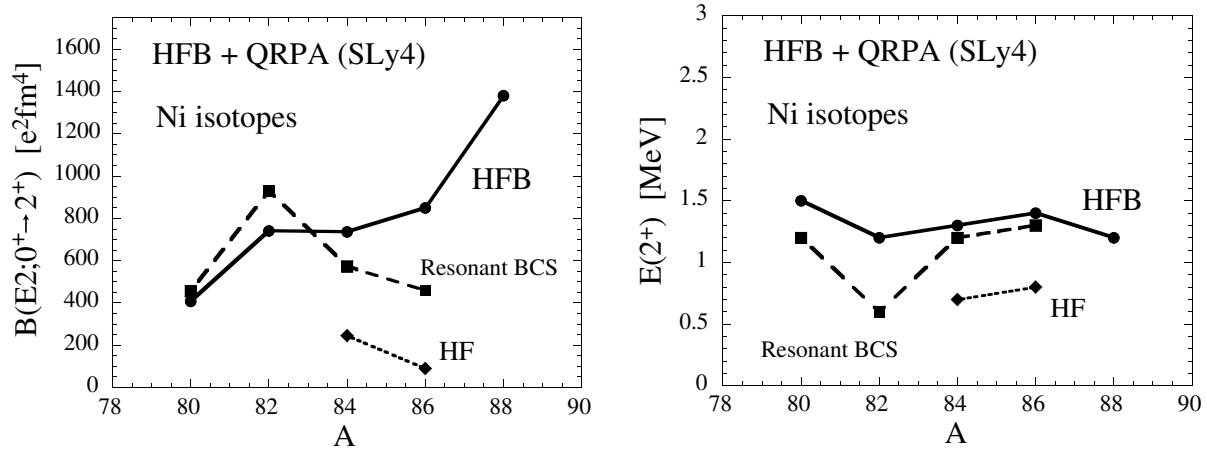 1600
1400
1200
1000
800
600
400
200
0
B(E2;0⁺→2⁺) [e²fm⁴]
HFB + QRPA (SLy4)
Ni isotopes
HFB
Resonant BCS
HF
78 80 82 84 86 88 90
A
3
2.5
2
1.5
1
0.5
0
E(2⁺) [MeV]
HFB + QRPA (SLy4)
Ni isotopes
HFB
HF
Resonant BCS
78 80 82 84 86 88 90
A